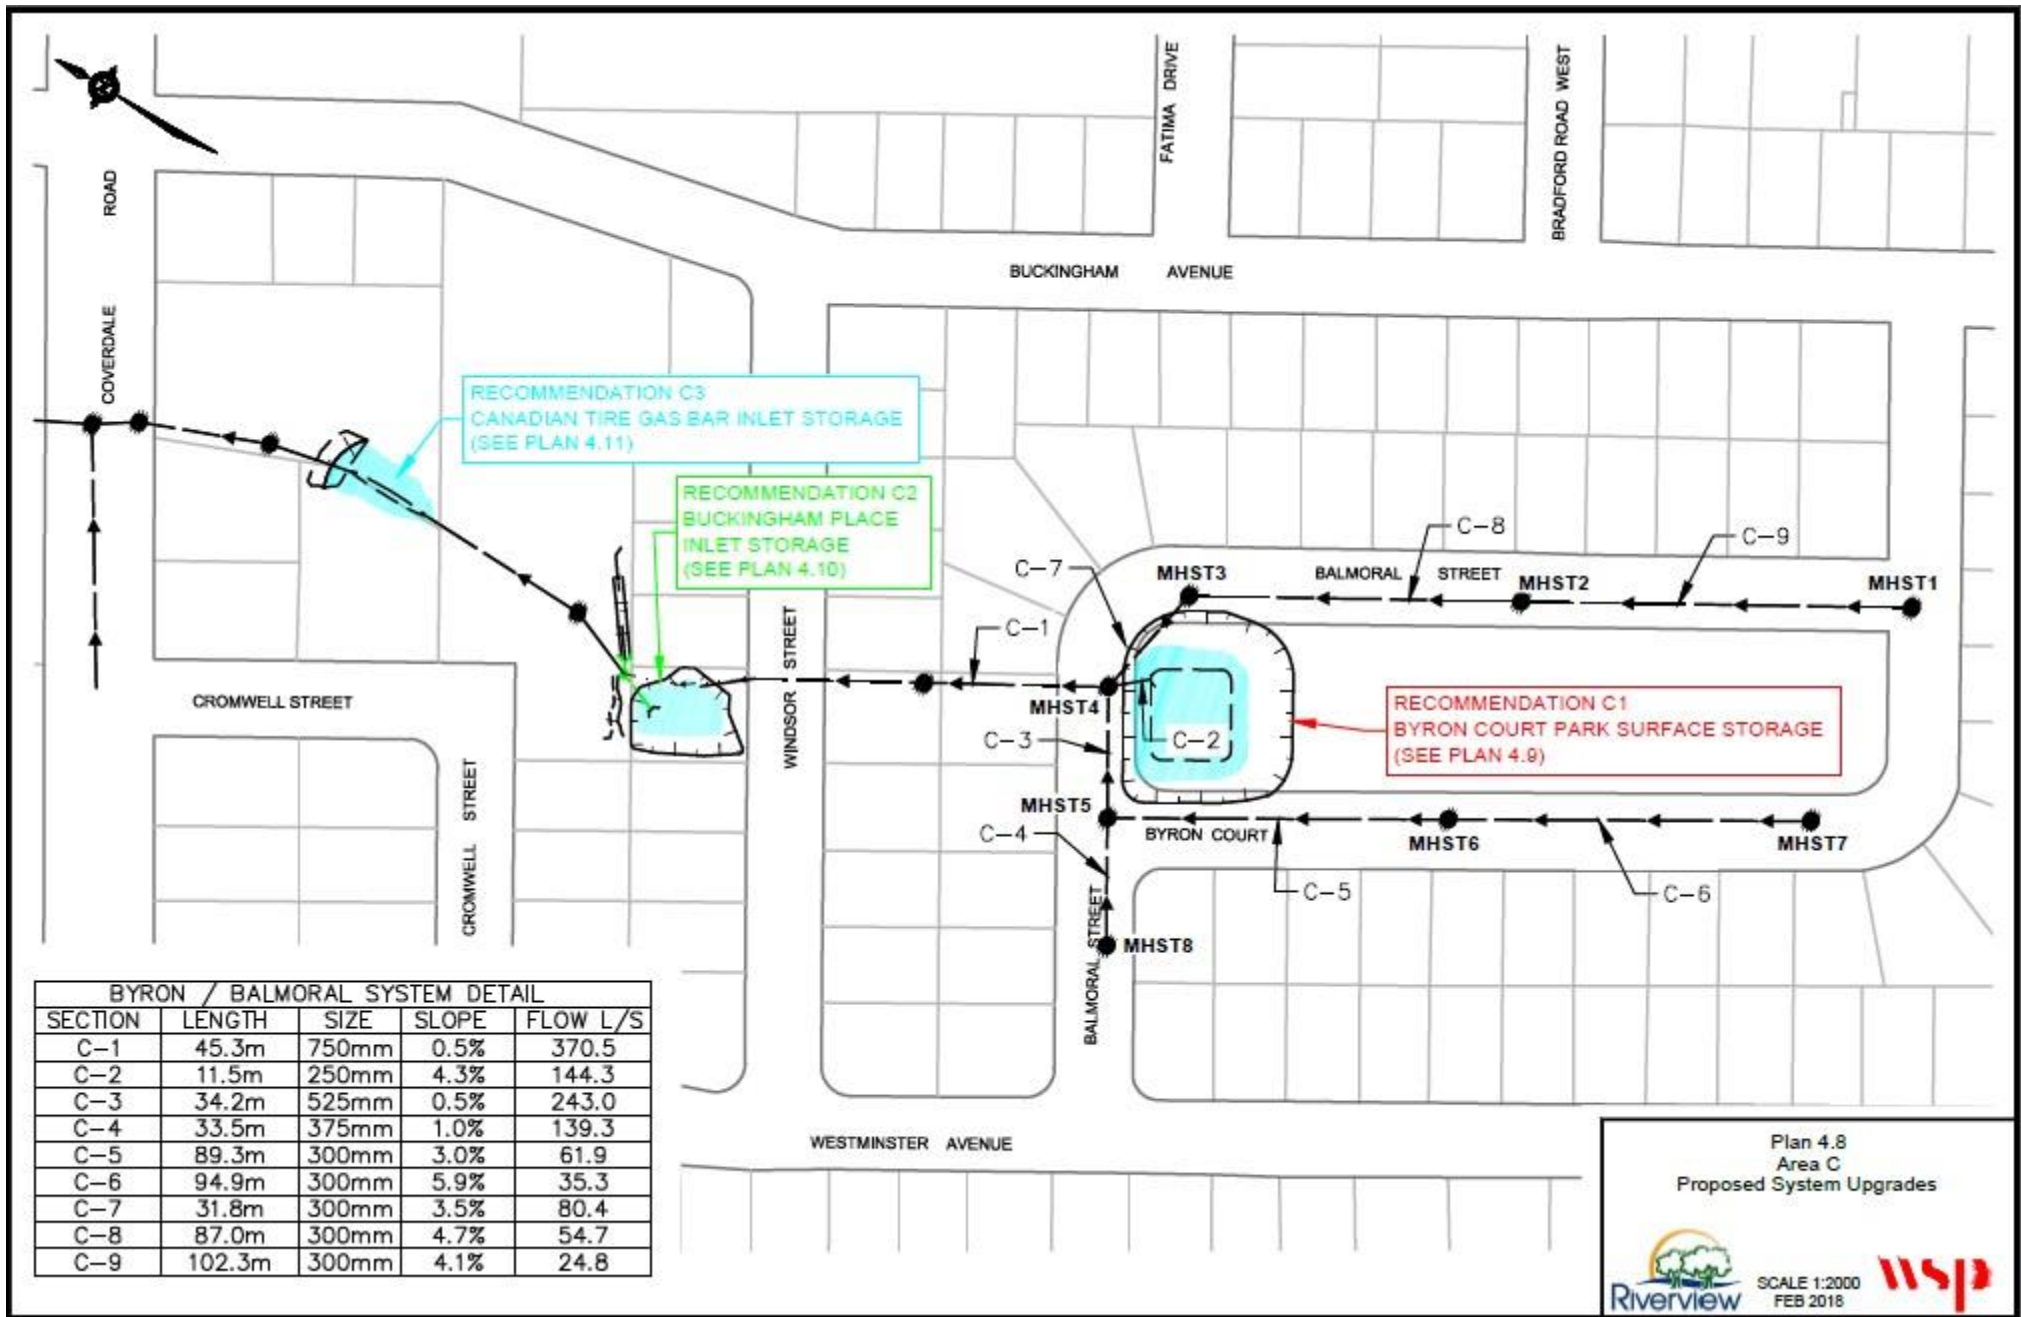 FATIMA DRIVE
BRADFORD ROAD WEST
COVERDALE ROAD
BUCKINGHAM AVENUE
RECOMMENDATION C3
CANADIAN TIRE GAS BAR INLET STORAGE
(SEE PLAN 4.11)
RECOMMENDATION C2
BUCKINGHAM PLACE
INLET STORAGE
(SEE PLAN 4.10)
C-8
C-9
C-7
MHST3
BALMORAL STREET
MHST2
MHST1
C-1
WINDSOR STREET
CROMWELL STREET
MHST4
C-3
C-2
RECOMMENDATION C1
BYRON COURT PARK SURFACE STORAGE
(SEE PLAN 4.9)
MHST5
C-4
BYRON COURT
MHST6
MHST7
CROMWELL STREET
C-5
C-6
BALMORAL STREET
MHST8
WESTMINSTER AVENUE
BYRON / BALMORAL SYSTEM DETAIL
SECTION LENGTH SIZE SLOPE FLOW L/S
C-1 45.3m 750mm 0.5% 370.5
C-2 11.5m 250mm 4.3% 144.3
C-3 34.2m 525mm 0.5% 243.0
C-4 33.5m 375mm 1.0% 139.3
C-5 89.3m 300mm 3.0% 61.9
C-6 94.9m 300mm 5.9% 35.3
C-7 31.8m 300mm 3.5% 80.4
C-8 87.0m 300mm 4.7% 54.7
C-9 102.3m 300mm 4.1% 24.8
Plan 4.8
Area C
Proposed System Upgrades
Riverview
SCALE 1:2000
FEB 2018
wsp